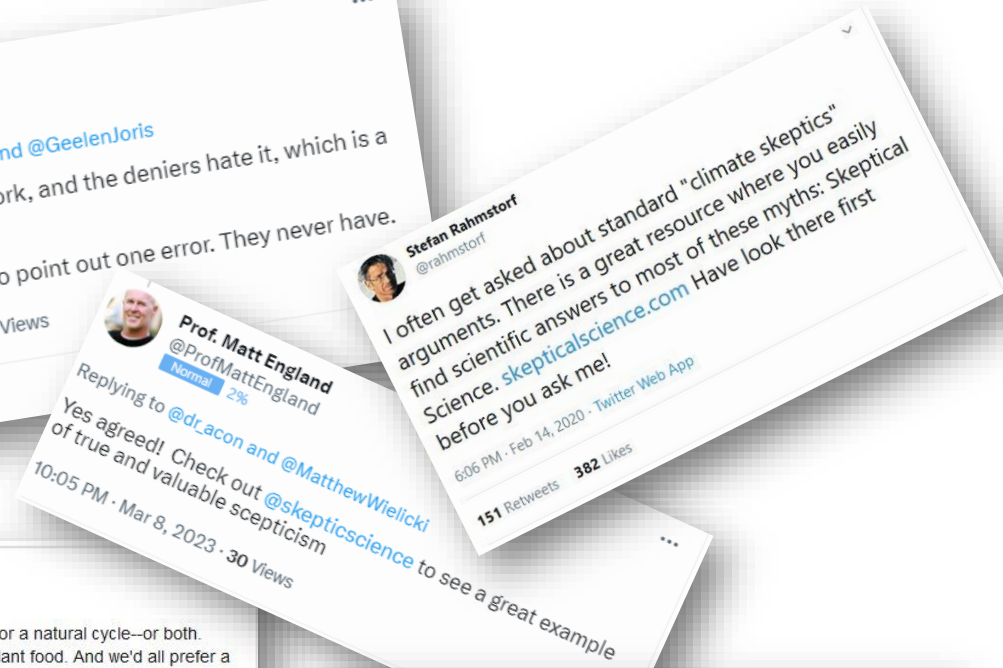 nd @GeelenJoris
ork, and the deniers hate it, which is a
o point out one error. They never have.
Views
Stefan Rahmstorf
@rahmstorf
I often get asked about standard "climate skeptics"
arguments. There is a great resource where you easily
find scientific answers to most of these myths: Skeptical
Science. skepticalscience.com Have look there first
before you ask me!
6:06 PM · Feb 14, 2020 · Twitter Web App
151 Retweets 382 Likes
Prof. Matt England
@ProfMattEngland
Normal 2%
Replying to @dr_acon and @MatthewWielicki
Yes agreed! Check out @skepticscience to see a great example
of true and valuable scepticism
10:05 PM · Mar 8, 2023 · 30 Views
or a natural cycle--or both.
lant food. And we'd all prefer a